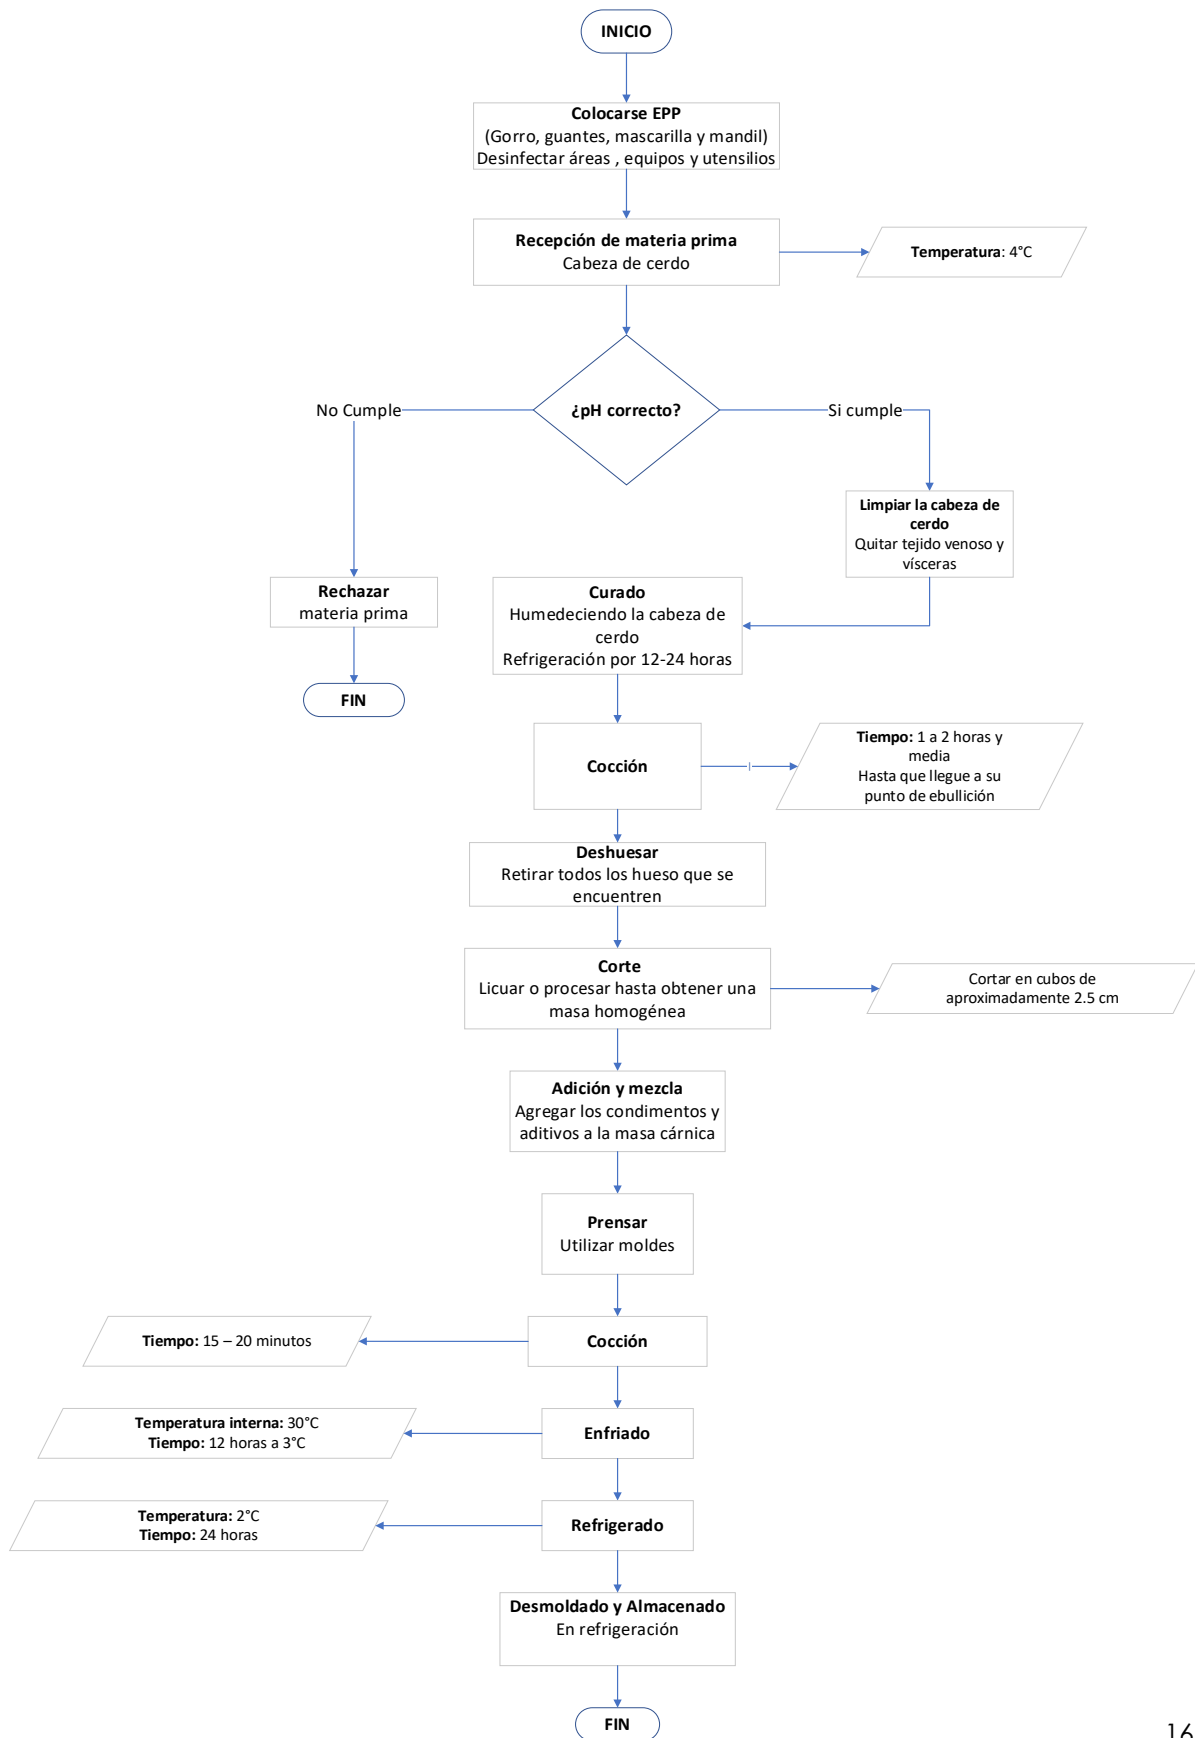 INICIO
Colocarse EPP
(Gorro, guantes, mascarilla y mandil)
Desinfectar áreas , equipos y utensilios
Recepción de materia prima
Cabeza de cerdo
Temperatura: 4°C
¿pH correcto?
No Cumple
Si cumple
Limpiar la cabeza de
cerdo
Quitar tejido venoso y
vísceras
Rechazar
materia prima
FIN
Curado
Humedeciendo la cabeza de
cerdo
Refrigeración por 12-24 horas
Cocción
Tiempo: 1 a 2 horas y
media
Hasta que llegue a su
punto de ebullición
Deshuesar
Retirar todos los hueso que se
encuentren
Corte
Licuar o procesar hasta obtener una
masa homogénea
Cortar en cubos de
aproximadamente 2.5 cm
Adición y mezcla
Agregar los condimentos y
aditivos a la masa cárnica
Prensar
Utilizar moldes
Cocción
Tiempo: 15 – 20 minutos
Enfriado
Temperatura interna: 30°C
Tiempo: 12 horas a 3°C
Refrigerado
Temperatura: 2°C
Tiempo: 24 horas
Desmoldado y Almacenado
En refrigeración
FIN
16